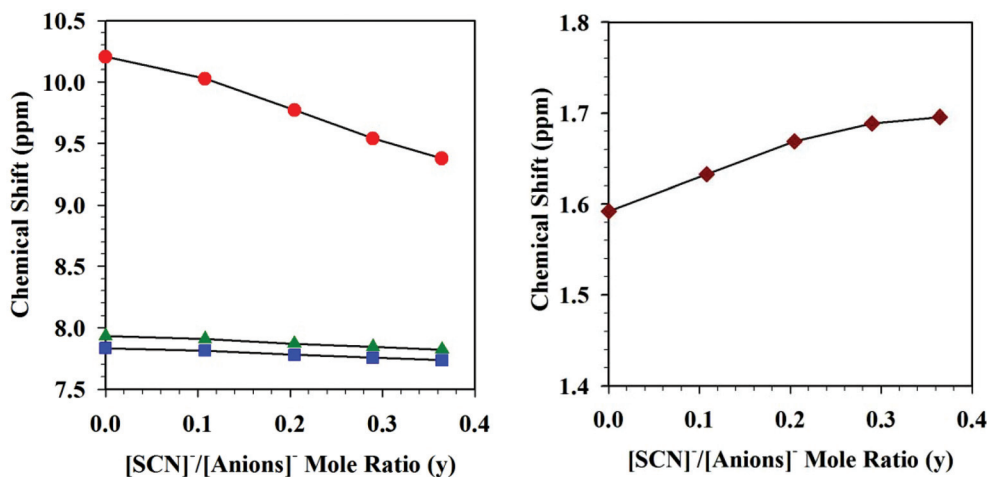 Chemical Shift (ppm)
10.5
10.0
9.5
9.0
8.5
8.0
7.5
0.0 0.1 0.2 0.3 0.4
[SCN]⁻/[Anions]⁻ Mole Ratio (y)
Chemical Shift (ppm)
1.8
1.7
1.6
1.5
1.4
0.0 0.1 0.2 0.3 0.4
[SCN]⁻/[Anions]⁻ Mole Ratio (y)